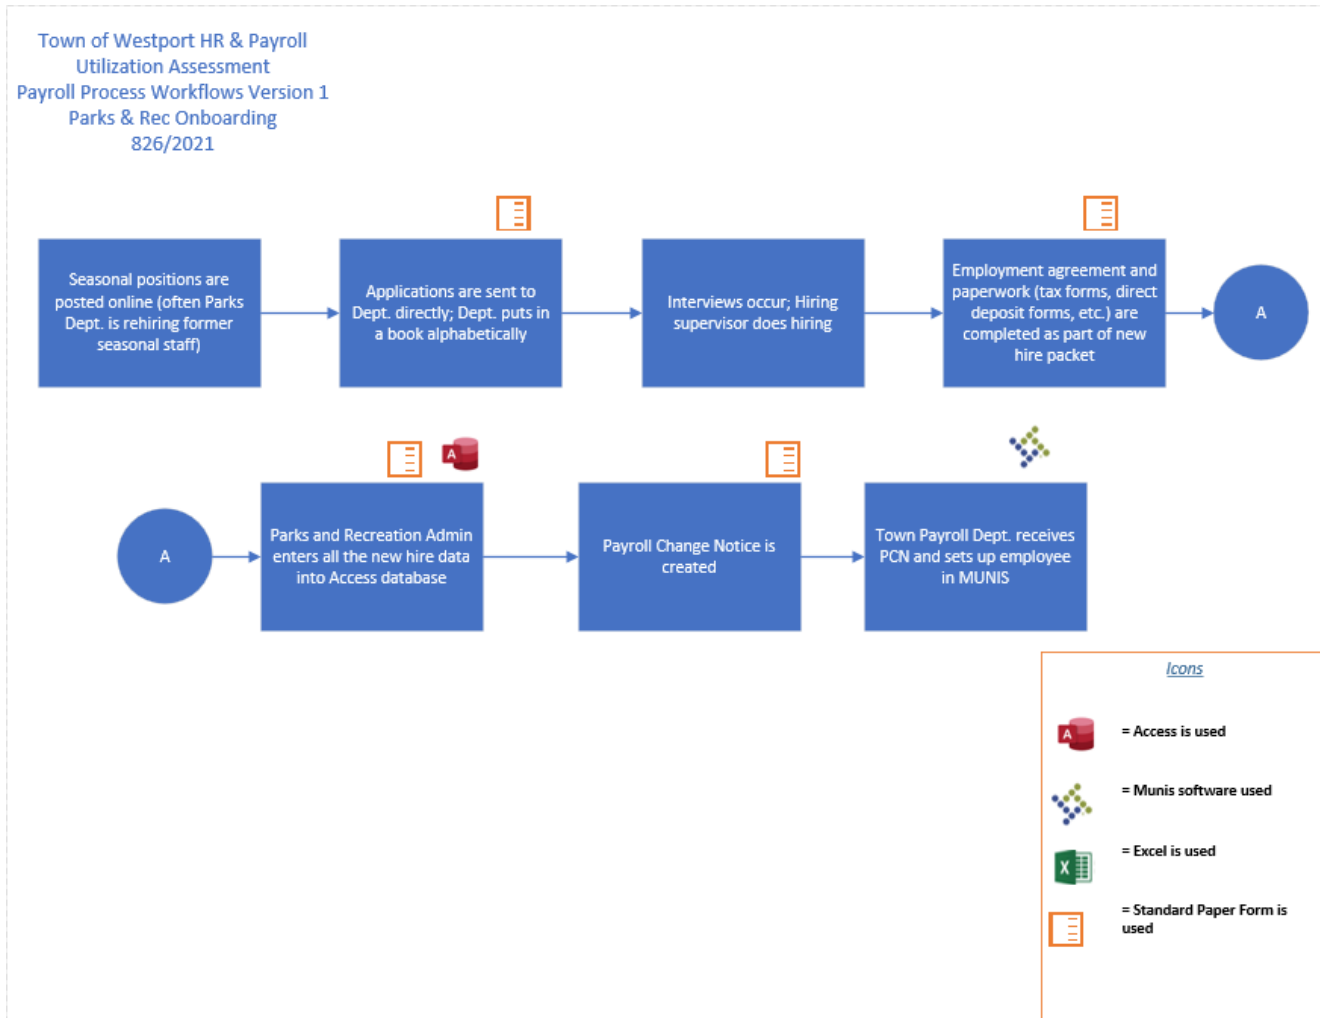 Town of Westport HR & Payroll
Utilization Assessment
Payroll Process Workflows Version 1
Parks & Rec Onboarding
826/2021
Seasonal positions are
posted online (often Parks
Dept. is rehiring former
seasonal staff)
Applications are sent to
Dept. directly; Dept. puts in
a book alphabetically
Interviews occur; Hiring
supervisor does hiring
Employment agreement and
paperwork (tax forms, direct
deposit forms, etc.) are
completed as part of new
hire packet
A
A
A
Parks and Recreation Admin
enters all the new hire data
into Access database
Payroll Change Notice is
created
Town Payroll Dept. receives
PCN and sets up employee
in MUNIS
Icons
A
= Access is used
= Munis software used
X
= Excel is used
= Standard Paper Form is
used